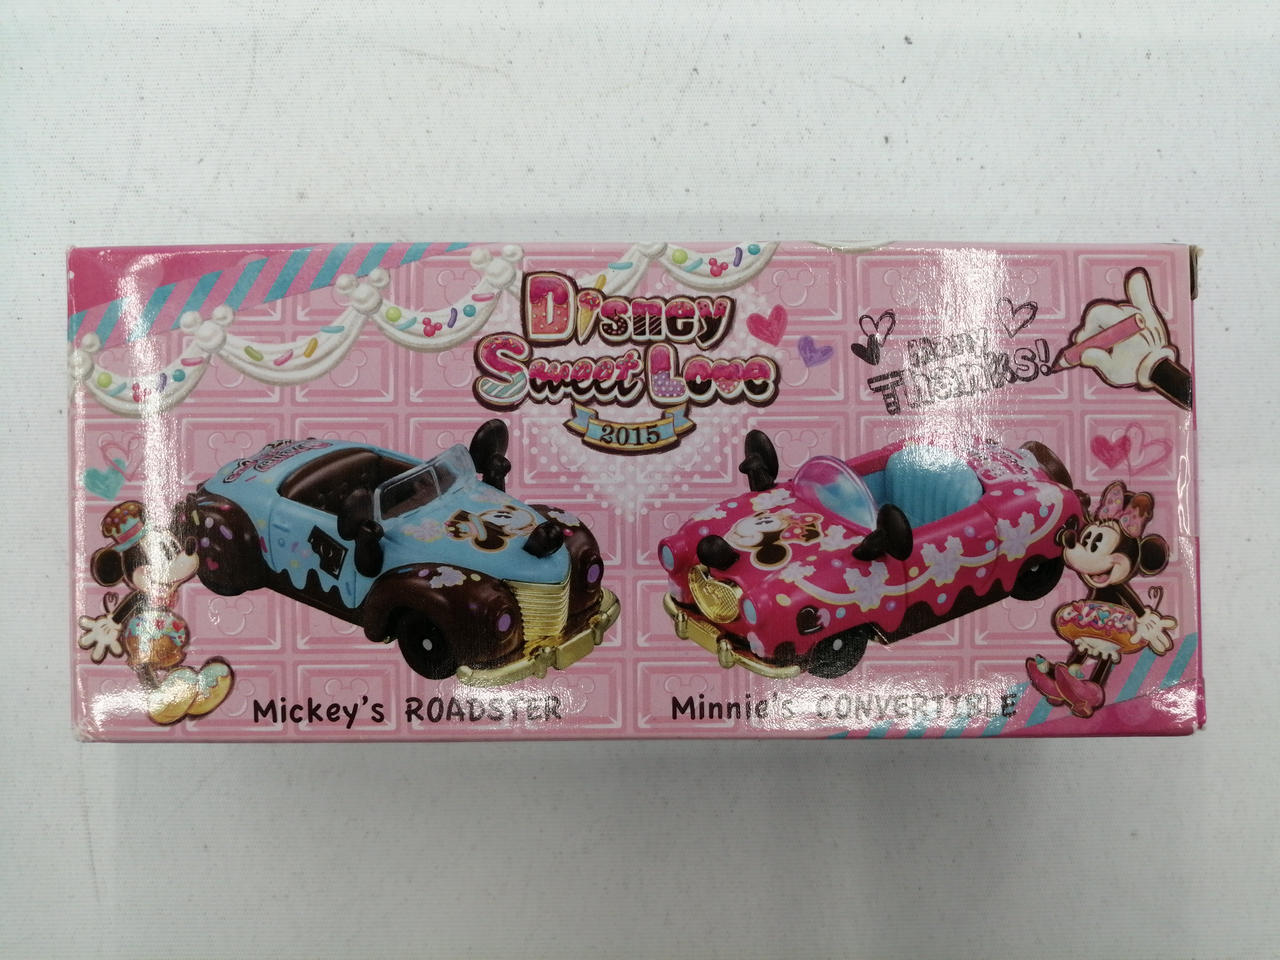 Disney
Sweet Love
2015
Many
Thanks!
Mickey's ROADSTER
Minnie's CONVERTIBLE